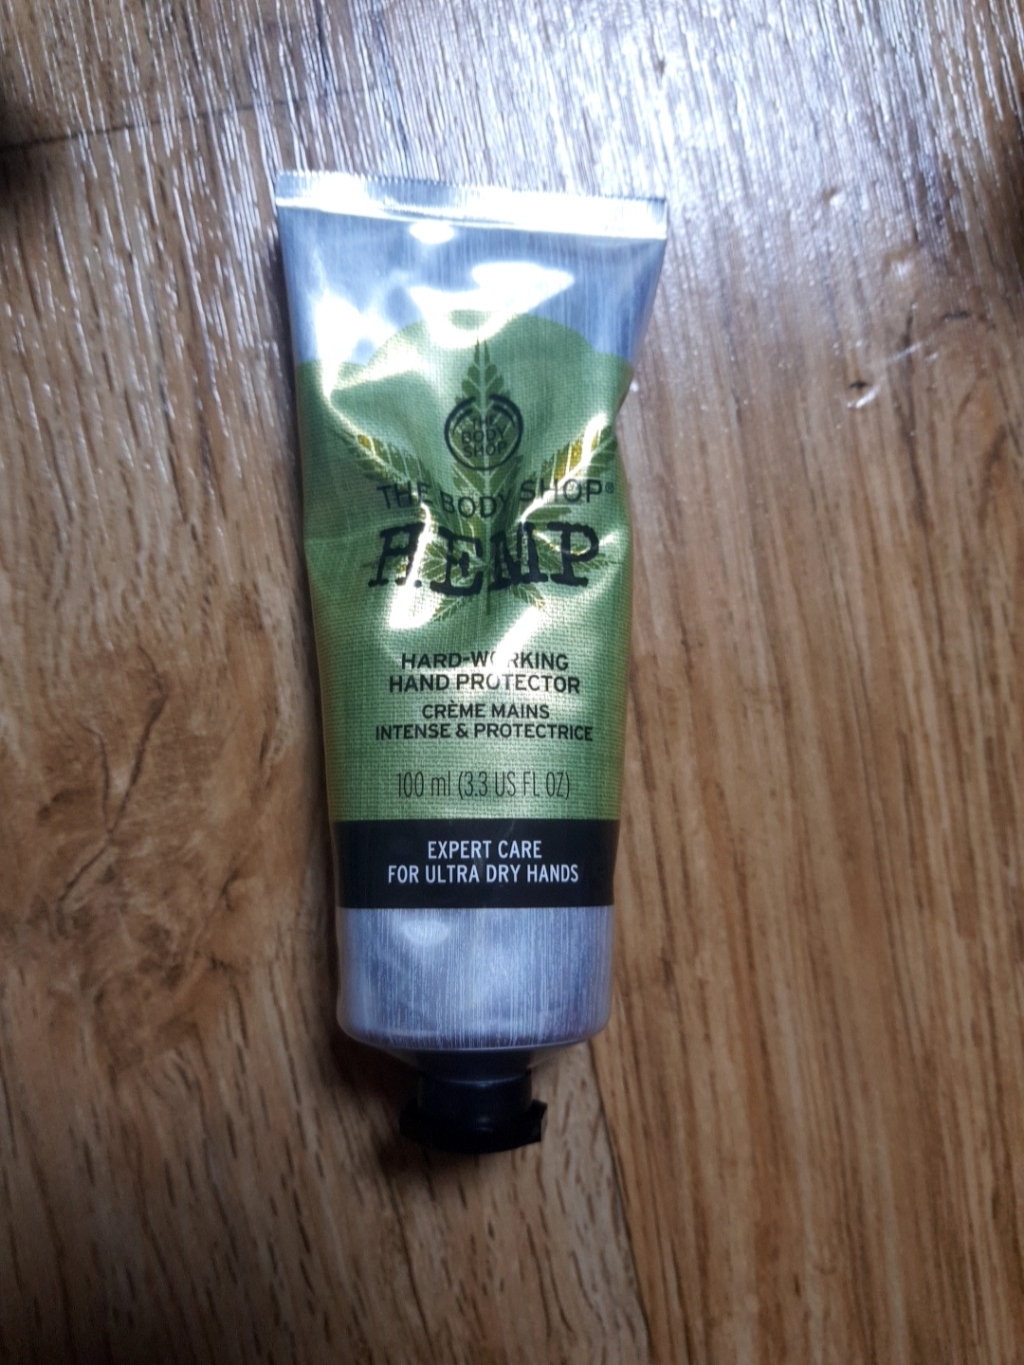 THE
BODY
SHOP
THE BODY SHOP®
HEMP
HARD-WORKING
HAND PROTECTOR
CRÈME MAINS
INTENSE & PROTECTRICE
100 ml (3.3 US FL OZ)
EXPERT CARE
FOR ULTRA DRY HANDS